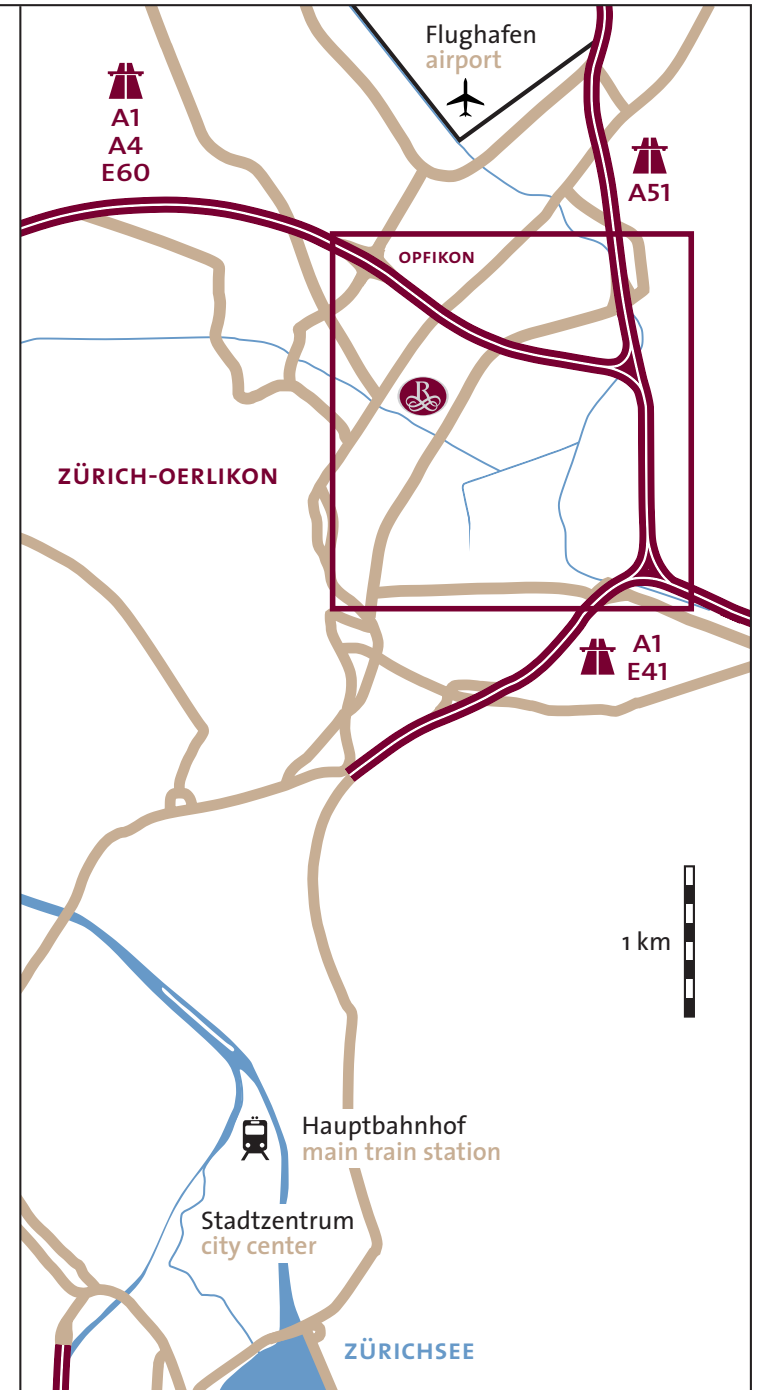 Flughafen
airport
A1
A4
E60
A51
OPFIKON
R
ZÜRICH-OERLIKON
A1
E41
1 km
Hauptbahnhof
main train station
Stadtzentrum
city center
ZÜRICHSEE